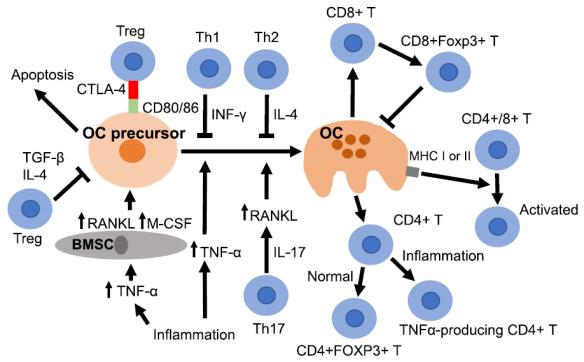 Treg
Th1
Th2
CD8+ T
CD8+Foxp3+ T
Apoptosis
CTLA-4
CD80/86
INF-γ
IL-4
OC precursor
OC
CD4+/8+ T
TGF-β
IL-4
MHC I or II
Treg
RANKL
M-CSF
RANKL
CD4+ T
Activated
BMSC
TNF-α
IL-17
Inflammation
TNF-α
Normal
Th17
TNFα-producing CD4+ T
Inflammation
CD4+FOXP3+ T